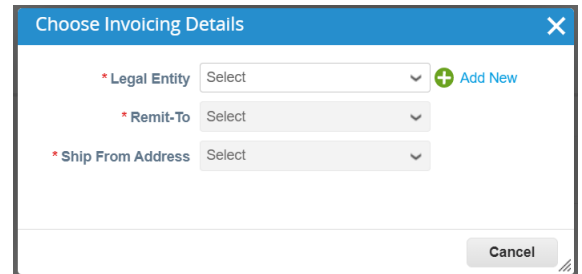 Choose Invoicing Details
* Legal Entity Select Add New
* Remit-To Select
* Ship From Address Select
Cancel